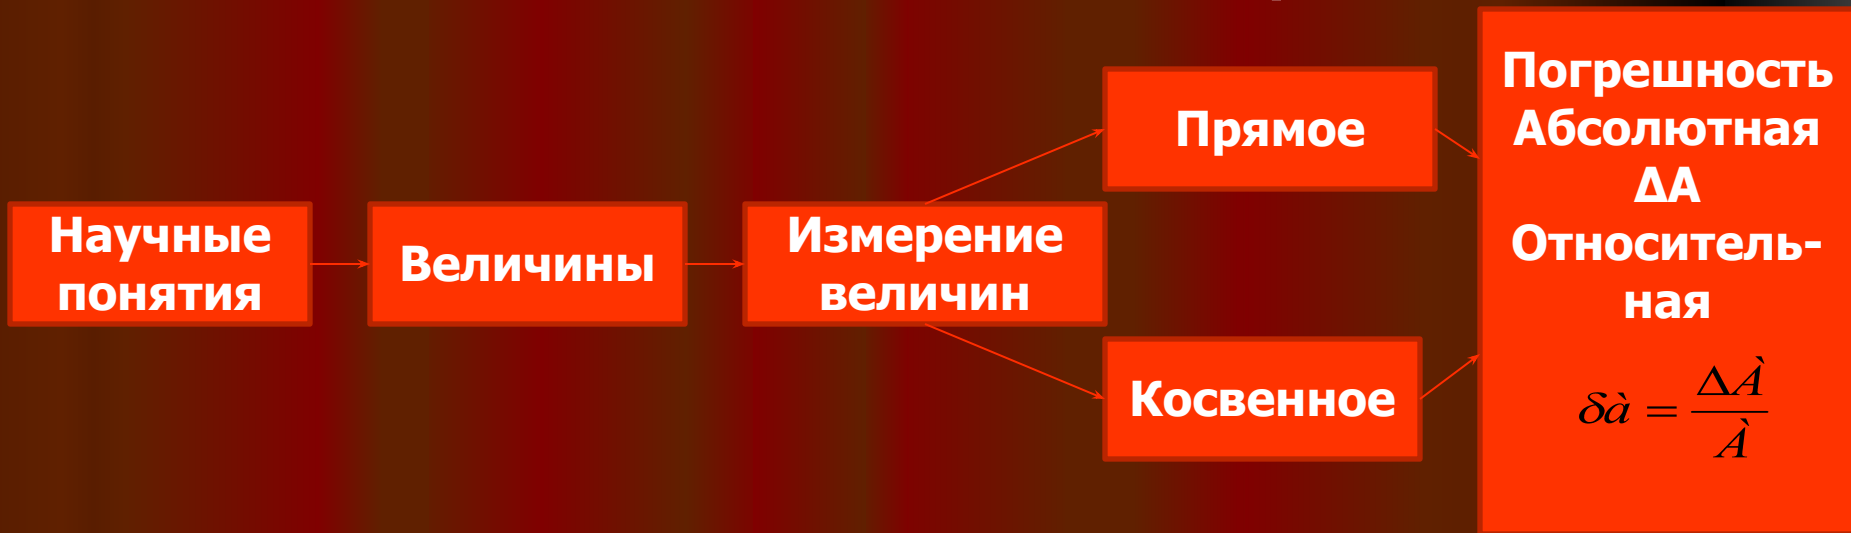 Научные
понятия
Величины
Измерение
величин
Прямое
Косвенное
Погрешность
Абсолютная
ΔА
Относитель-
ная
δà = ΔÀ / À